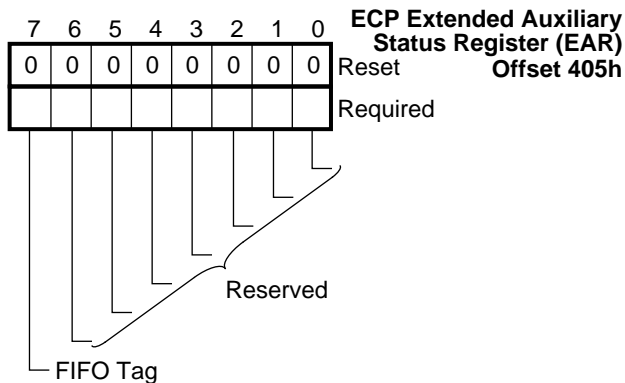 ECP Extended Auxiliary
Status Register (EAR)
Offset 405h
7 6 5 4 3 2 1 0
0 0 0 0 0 0 0 0 Reset
Required
Reserved
FIFO Tag